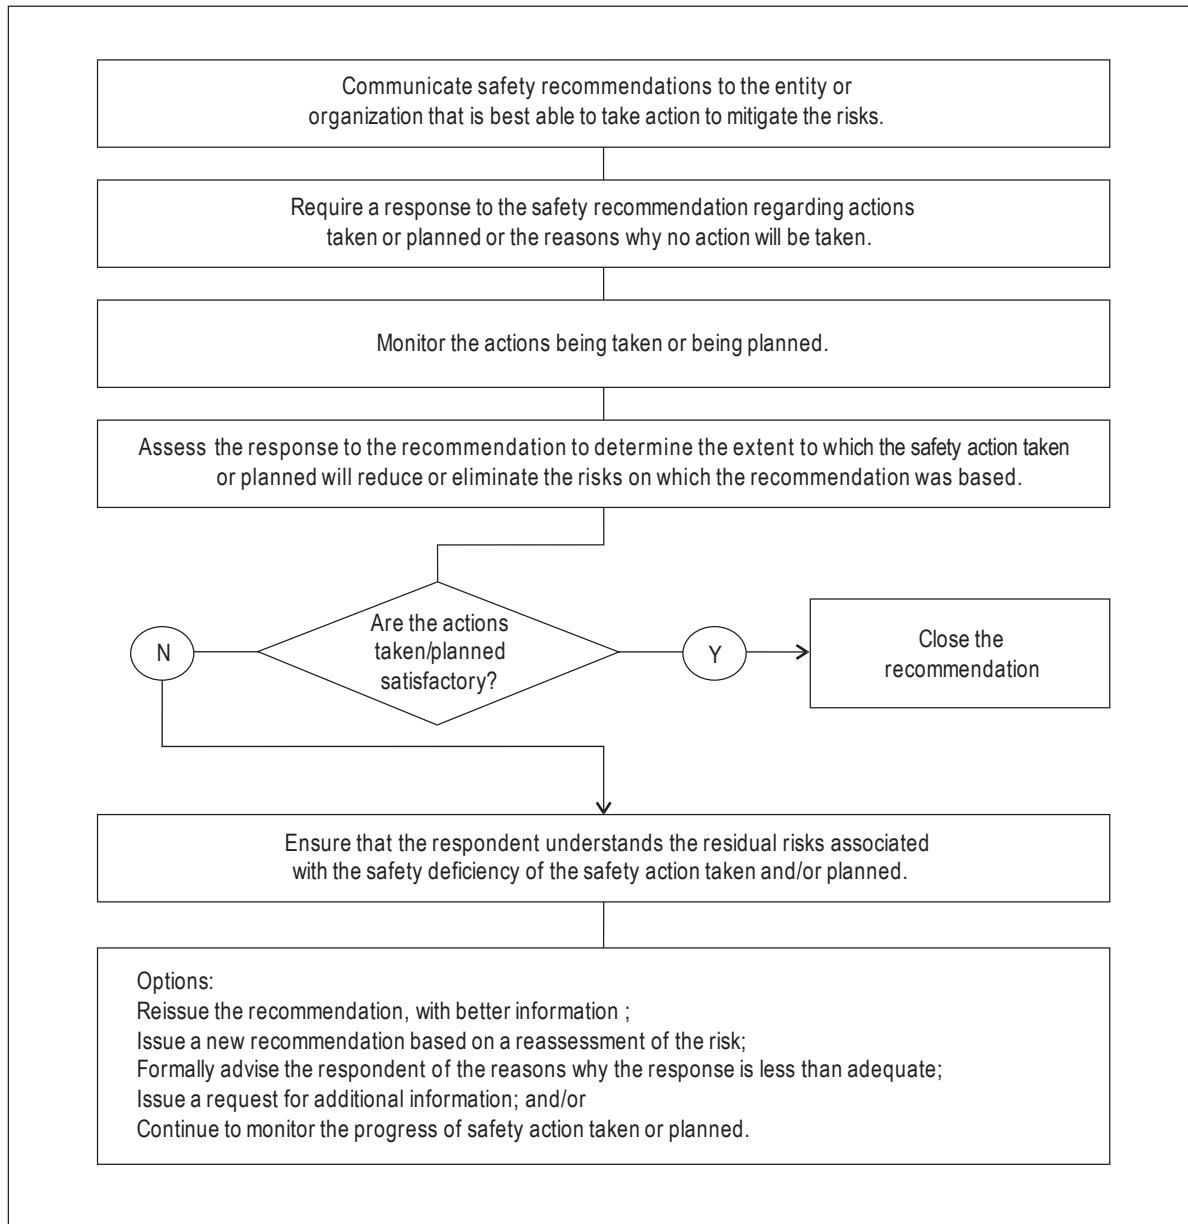 Communicate safety recommendations to the entity or
organization that is best able to take action to mitigate the risks.
Require a response to the safety recommendation regarding actions
taken or planned or the reasons why no action will be taken.
Monitor the actions being taken or being planned.
Assess the response to the recommendation to determine the extent to which the safety action taken
or planned will reduce or eliminate the risks on which the recommendation was based.
Are the actions
taken/planned
satisfactory?
N
Y
Close the
recommendation
Ensure that the respondent understands the residual risks associated
with the safety deficiency of the safety action taken and/or planned.
Options:
Reissue the recommendation, with better information ;
Issue a new recommendation based on a reassessment of the risk;
Formally advise the respondent of the reasons why the response is less than adequate;
Issue a request for additional information; and/or
Continue to monitor the progress of safety action taken or planned.